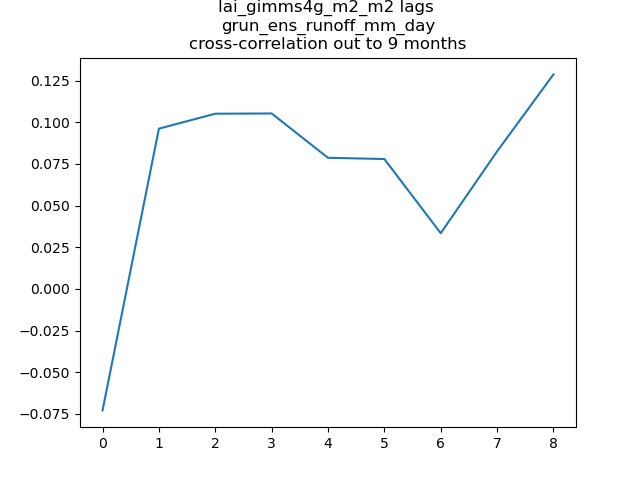 lai_gimms4g_m2_m2 lags
grun_ens_runoff_mm_day
cross-correlation out to 9 months
0.125
0.100
0.075
0.050
0.025
0.000
−0.025
−0.050
−0.075
0 1 2 3 4 5 6 7 8